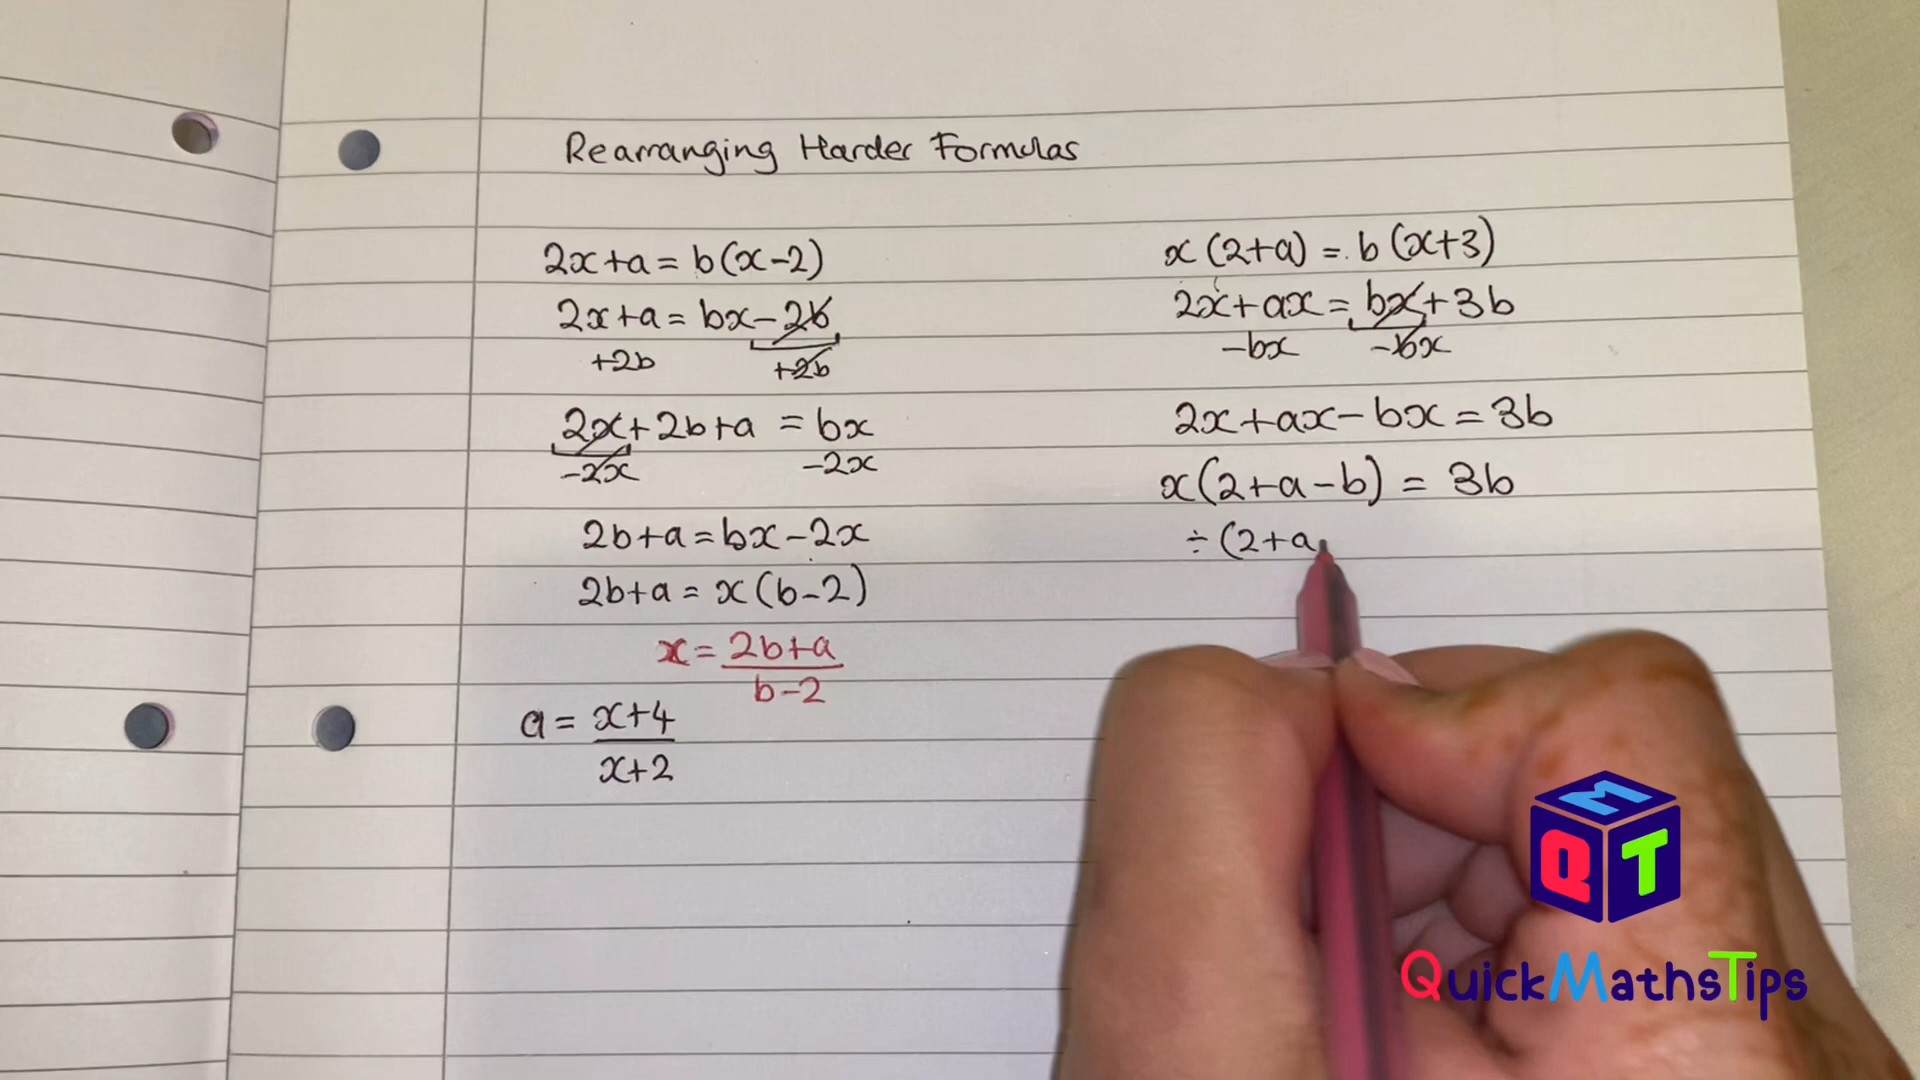 Rearranging Harder Formulas
2x+a = b(x-2)
2x+a = bx-2b
+2b +2b
2x+2b+a = bx
-2x -2x
2b+a = bx-2x
2b+a = x(b-2)
x = 2b+a
b-2
a = x+4
x+2
x(2+a) = b(x+3)
2x+ax = bx+3b
-bx -bx
2x+ax-bx = 3b
x(2+a-b) = 3b
÷(2+a
M
Q T
QuickMathsTips